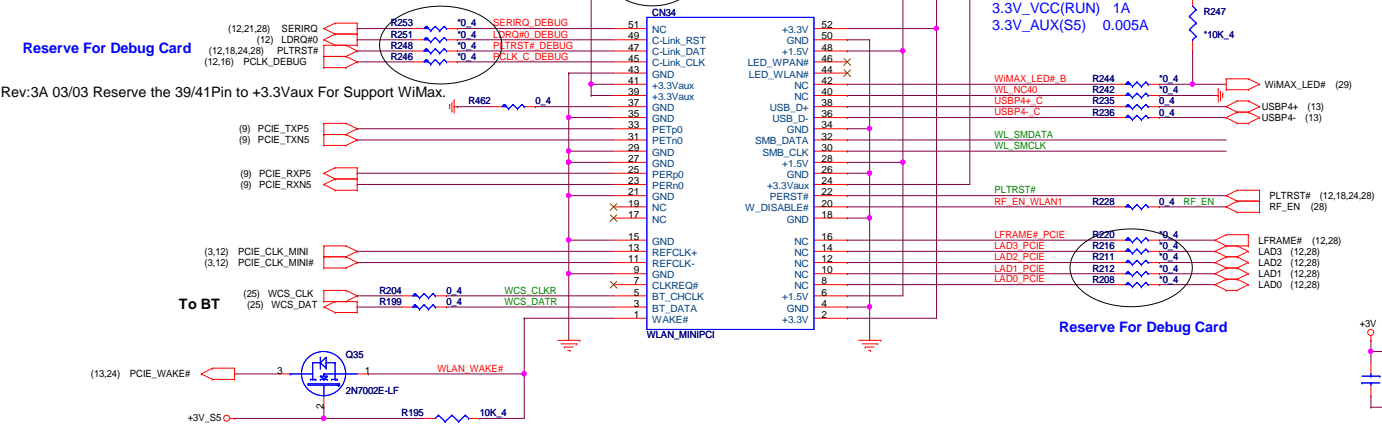 3.3V_VCC(RUN) 1A
3.3V_AUX(S5) 0.005A
R247
*10K_4
CN34
Reserve For Debug Card
(12,21,28) SERIRQ R253 *0_4 SERIRQ_DEBUG 51 NC +3.3V 52
(12) LDRQ#0 R251 *0_4 LDRQ#0_DEBUG 49 C-Link_RST GND 50
(12,18,24,28) PLTRST# R248 *0_4 PLTRST#_DEBUG 47 C-Link_DAT +1.5V 48
(12,16) PCLK_DEBUG R246 *0_4 PCLK_C_DEBUG 45 C-Link_CLK LED_WPAN# 46
43 GND LED_WLAN# 44
41 +3.3Vaux NC 42 WiMAX_LED#_B R244 *0_4 WiMAX_LED# (29)
Rev:3A 03/03 Reserve the 39/41Pin to +3.3Vaux For Support WiMax.
39 +3.3Vaux NC 40 WL_NC40 R242 *0_4
R462 0_4 37 GND USB_D+ 38 USBP4+_C R235 0_4 USBP4+ (13)
35 GND USB_D- 36 USBP4-_C R236 0_4 USBP4- (13)
(9) PCIE_TXP5 33 PETp0 GND 34
(9) PCIE_TXN5 31 PETn0 SMB_DATA 32 WL_SMDATA
29 GND SMB_CLK 30 WL_SMCLK
27 GND +1.5V 28
(9) PCIE_RXP5 25 PERp0 GND 26
(9) PCIE_RXN5 23 PERn0 +3.3Vaux 24
21 GND PERST# 22 PLTRST# PLTRST# (12,18,24,28)
19 NC W_DISABLE# 20 RF_EN_WLAN1 R228 0_4 RF_EN RF_EN (28)
17 NC GND 18
15 GND NC 16 LFRAME#_PCIE R220 *0_4 LFRAME# (12,28)
(3,12) PCIE_CLK_MINI 13 REFCLK+ NC 14 LAD3_PCIE R216 *0_4 LAD3 (12,28)
(3,12) PCIE_CLK_MINI# 11 REFCLK- NC 12 LAD2_PCIE R211 *0_4 LAD2 (12,28)
9 GND NC 10 LAD1_PCIE R212 *0_4 LAD1 (12,28)
7 CLKREQ# NC 8 LAD0_PCIE R208 *0_4 LAD0 (12,28)
To BT
(25) WCS_CLK R204 0_4 WCS_CLKR 5 BT_CHCLK +1.5V 6
(25) WCS_DAT R199 0_4 WCS_DATR 3 BT_DATA GND 4
1 WAKE# +3.3V 2
WLAN_MINIPCI
Reserve For Debug Card
+3V
Q35
(13,24) PCIE_WAKE# 3 1 WLAN_WAKE#
2N7002E-LF
2
+3V_S5 R195 10K_4